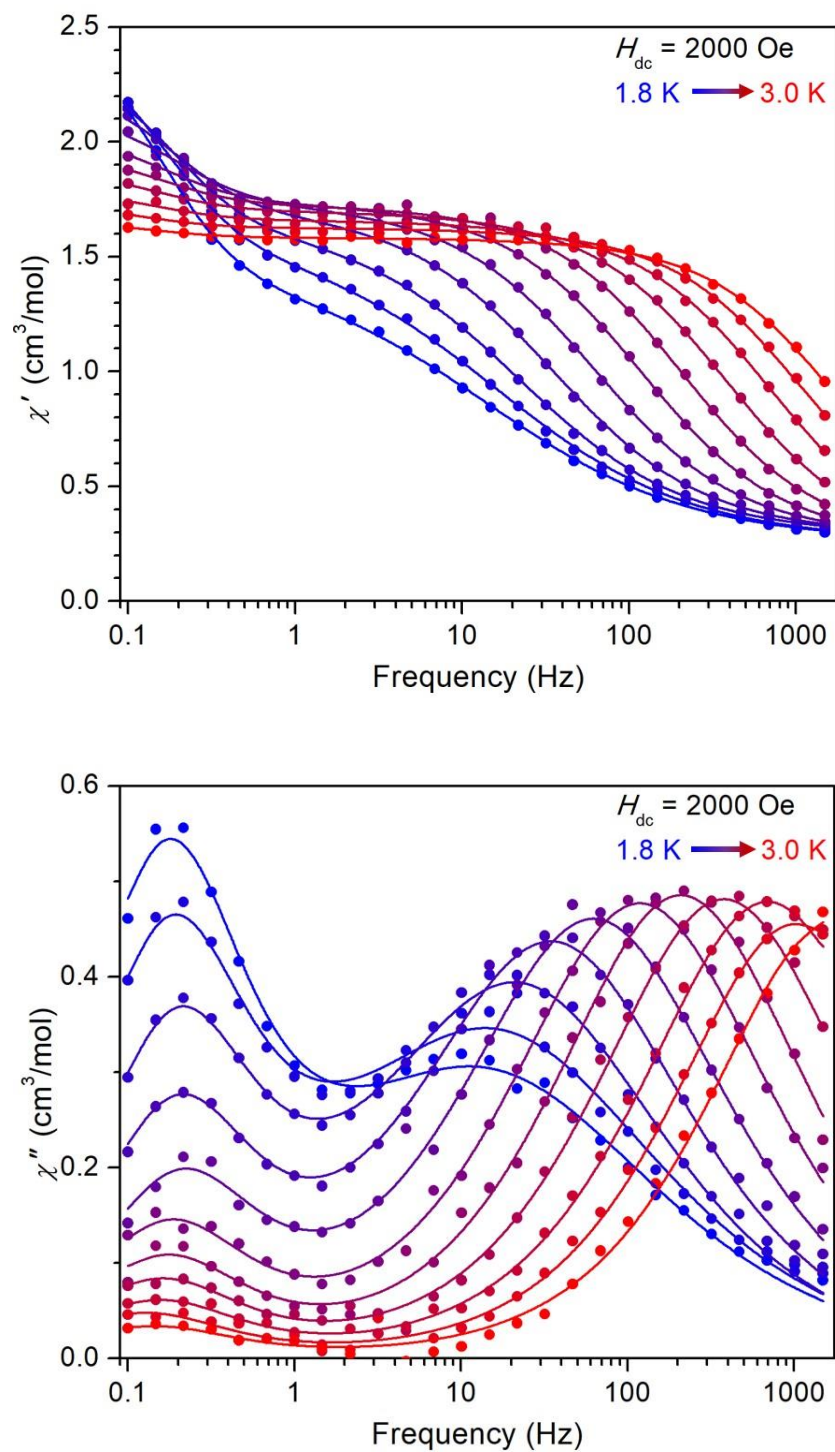 2.5
H_dc = 2000 Oe
1.8 K 3.0 K
2.0
1.5
1.0
0.5
0.0
χ′ (cm³/mol)
0.1 1 10 100 1000
Frequency (Hz)
0.6
H_dc = 2000 Oe
1.8 K 3.0 K
0.4
0.2
0.0
χ″ (cm³/mol)
0.1 1 10 100 1000
Frequency (Hz)